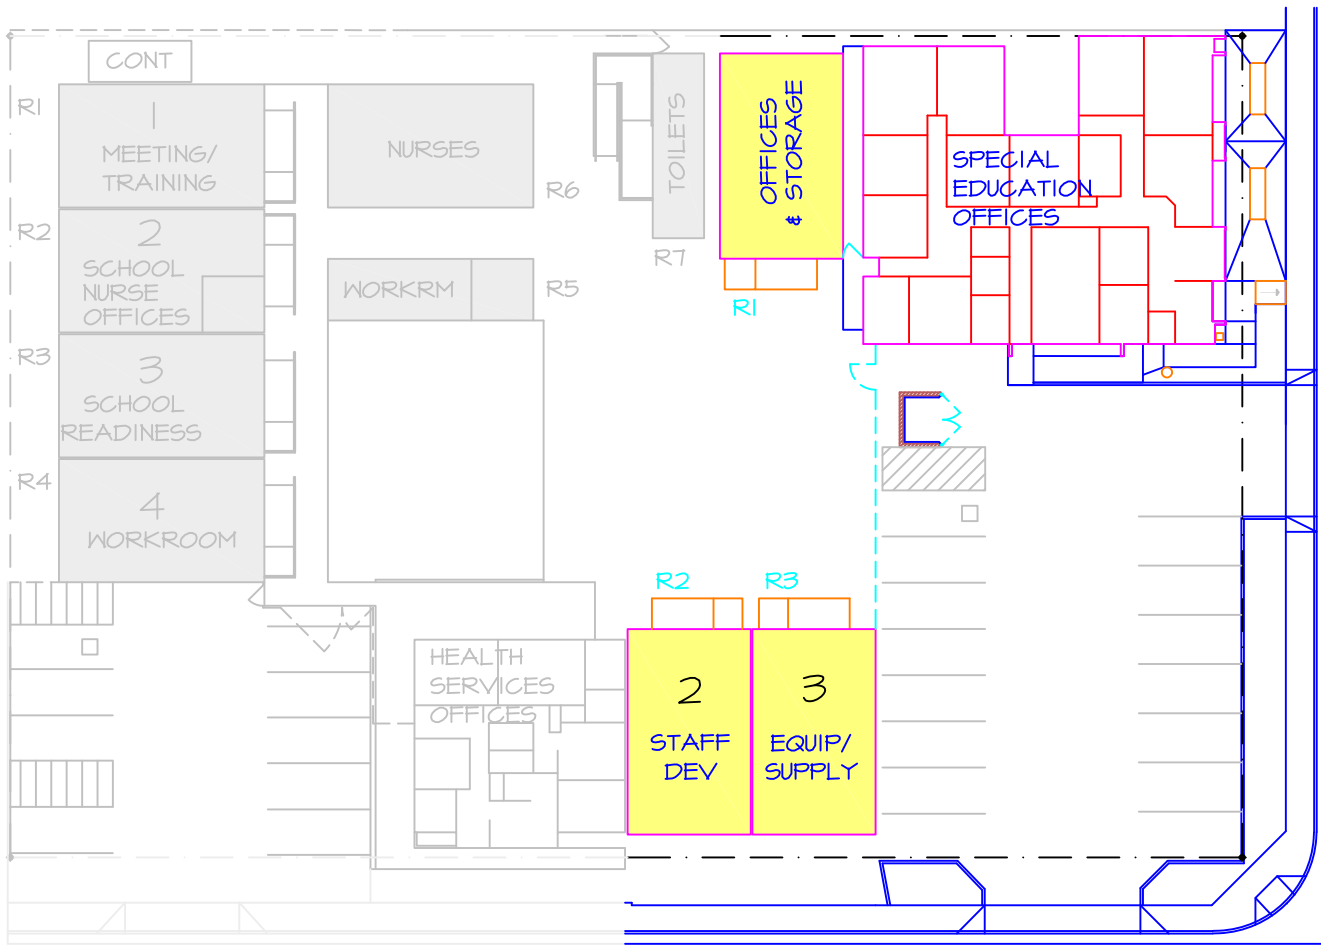 CONT
R1
1
MEETING/
TRAINING
NURSES
R6
TOILETS
R7
OFFICES
& STORAGE
R1
SPECIAL
EDUCATION
OFFICES
R2
2
SCHOOL
NURSE
OFFICES
WORKRM
R5
R3
3
SCHOOL
READINESS
R4
4
WORKROOM
HEALTH
SERVICES
OFFICES
R2
R3
2
STAFF
DEV
3
EQUIP/
SUPPLY